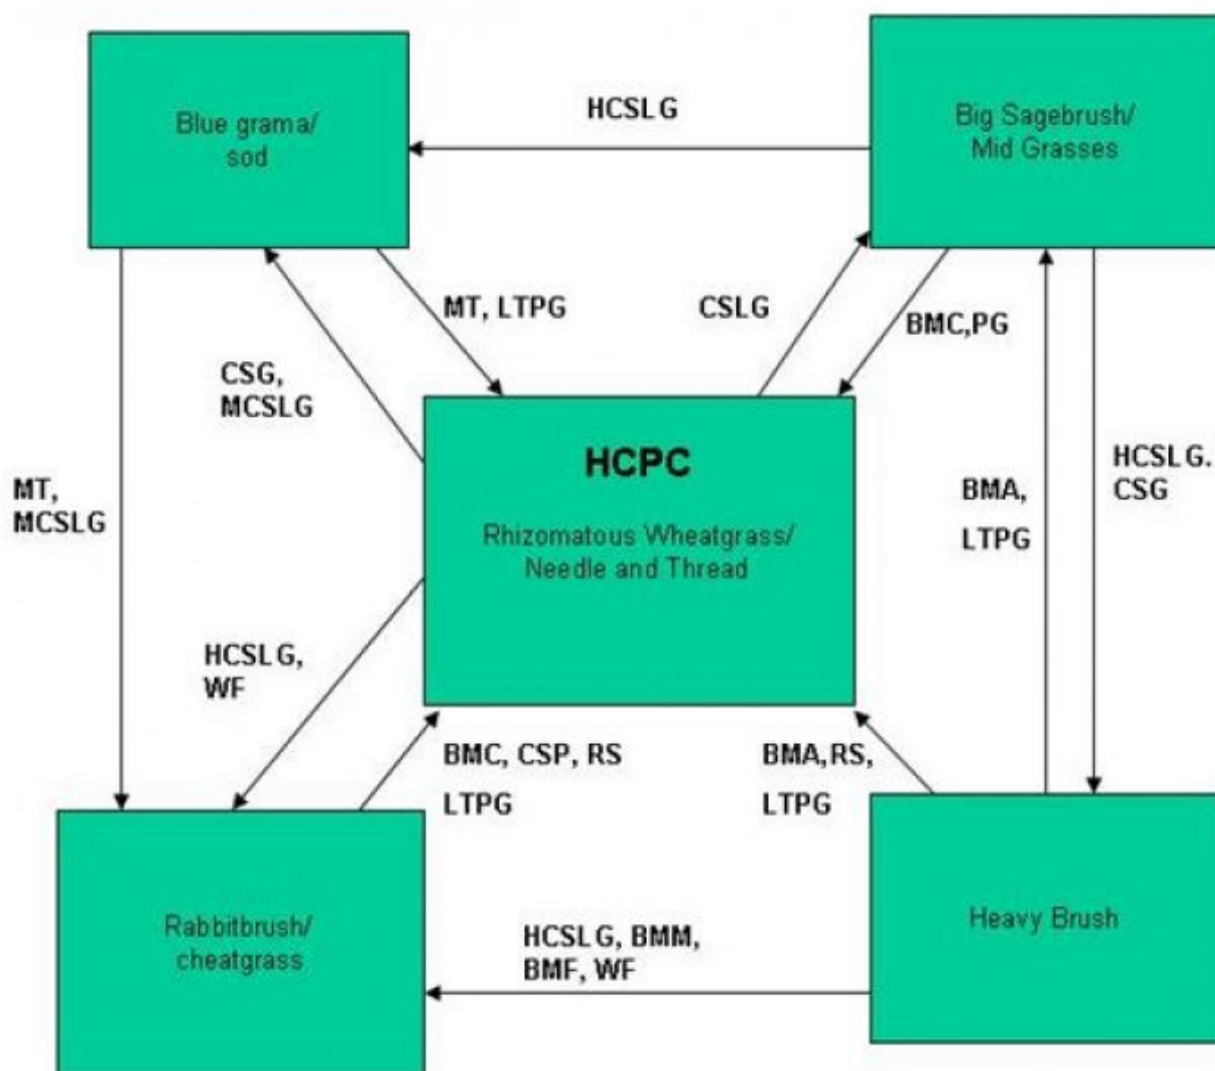 Blue grama/
sod
HCSLG
Big Sagebrush/
Mid Grasses
MT, LTPG
CSLG
BMC,PG
CSG,
MCSLG
HCPC
Rhizomatous Wheatgrass/
Needle and Thread
MT,
MCSLG
BMA,
LTPG
HCSLG.
CSG
HCSLG,
WF
BMC, CSP, RS
LTPG
BMA,RS,
LTPG
Rabbitbrush/
cheatgrass
HCSLG, BMM,
BMF, WF
Heavy Brush